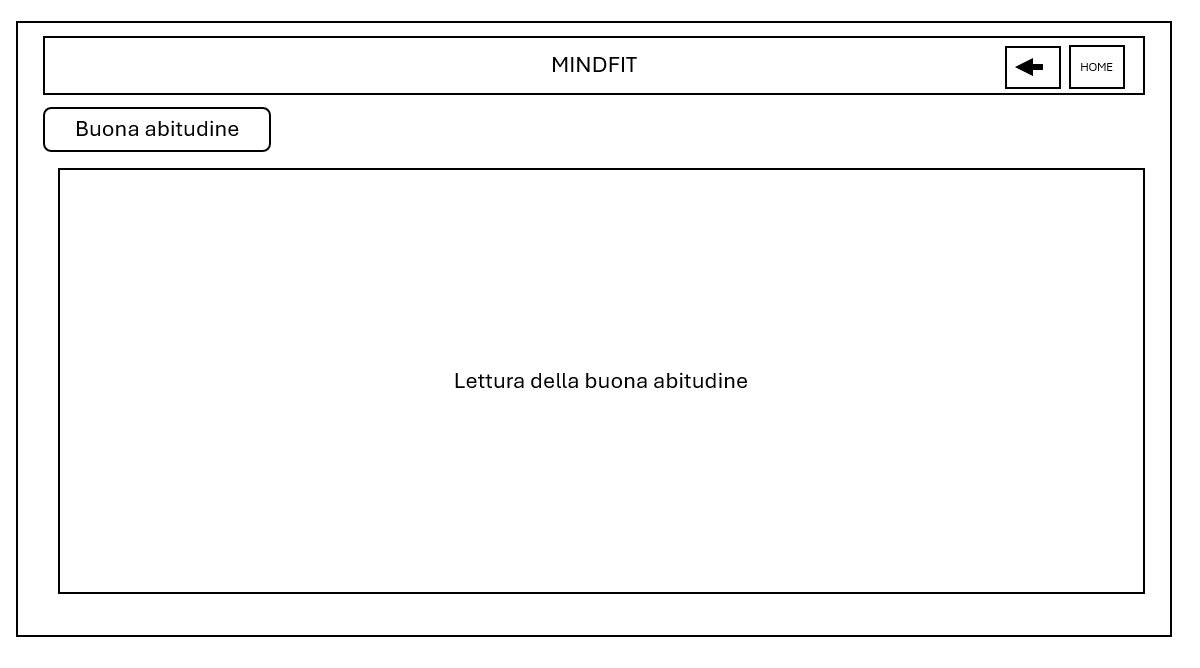 MINDFIT
HOME
Buona abitudine
Lettura della buona abitudine